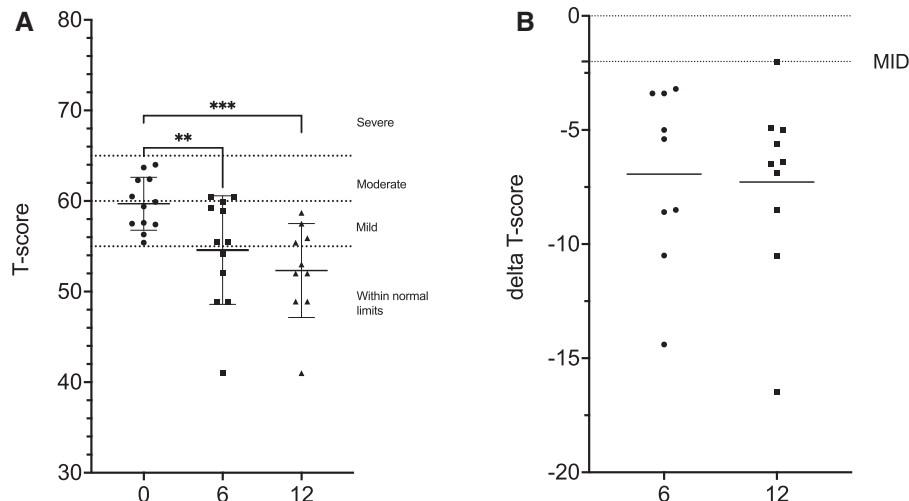 A
B
80
70
60
50
40
30
T-score
***
**
Severe
Moderate
Mild
Within normal
limits
0
6
12
0
-5
-10
-15
-20
delta T-score
MID
6
12